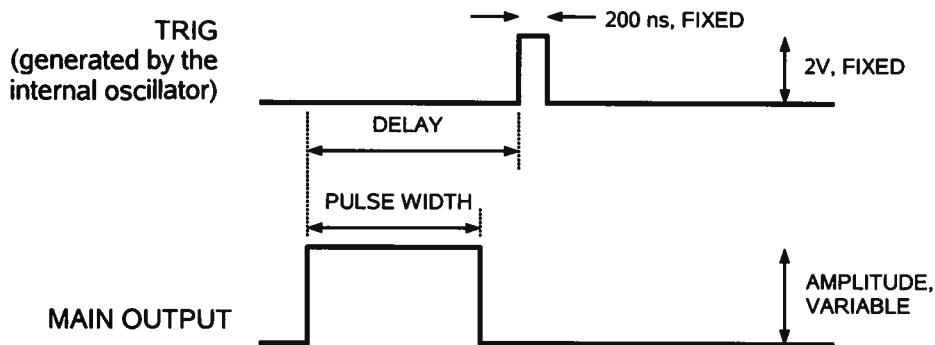 TRIG
(generated by the
internal oscillator)
200 ns, FIXED
2V, FIXED
DELAY
PULSE WIDTH
MAIN OUTPUT
AMPLITUDE,
VARIABLE